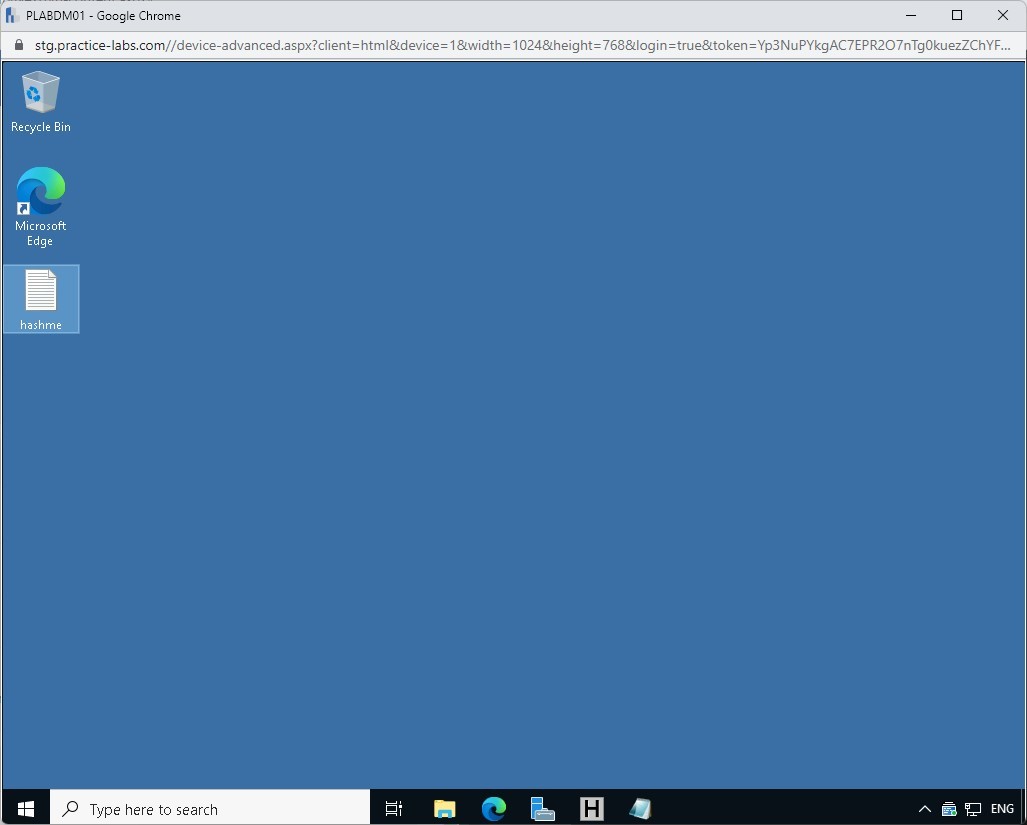 PLABDM01 - Google Chrome
stg.practice-labs.com//device-advanced.aspx?client=html&device=1&width=1024&height=768&login=true&token=Yp3NuPYkgAC7EPR2O7nTg0kuezZChYF...
Recycle Bin
Microsoft
Edge
hashme
Type here to search
H
ENG